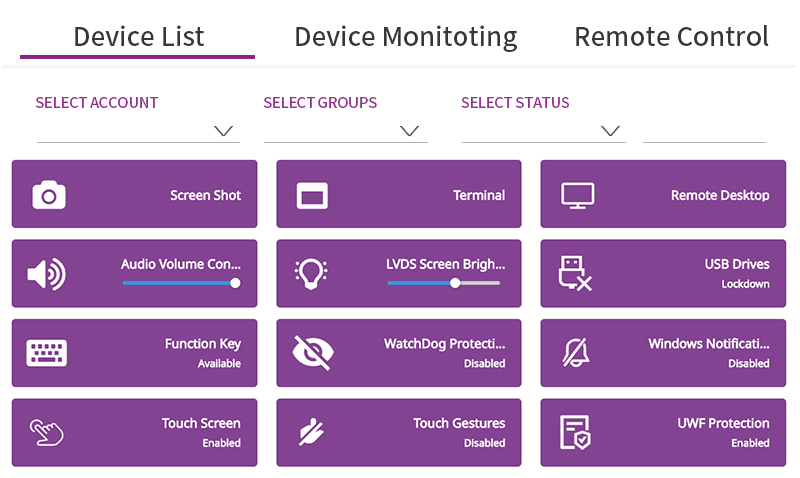 Device List Device Monitoting Remote Control
SELECT ACCOUNT SELECT GROUPS SELECT STATUS
Screen Shot Terminal Remote Desktop
Audio Volume Con... LVDS Screen Brigh... USB Drives
Lockdown
Function Key WatchDog Protecti... Windows Notificati...
Available Disabled Disabled
Touch Screen Touch Gestures UWF Protection
Enabled Disabled Enabled